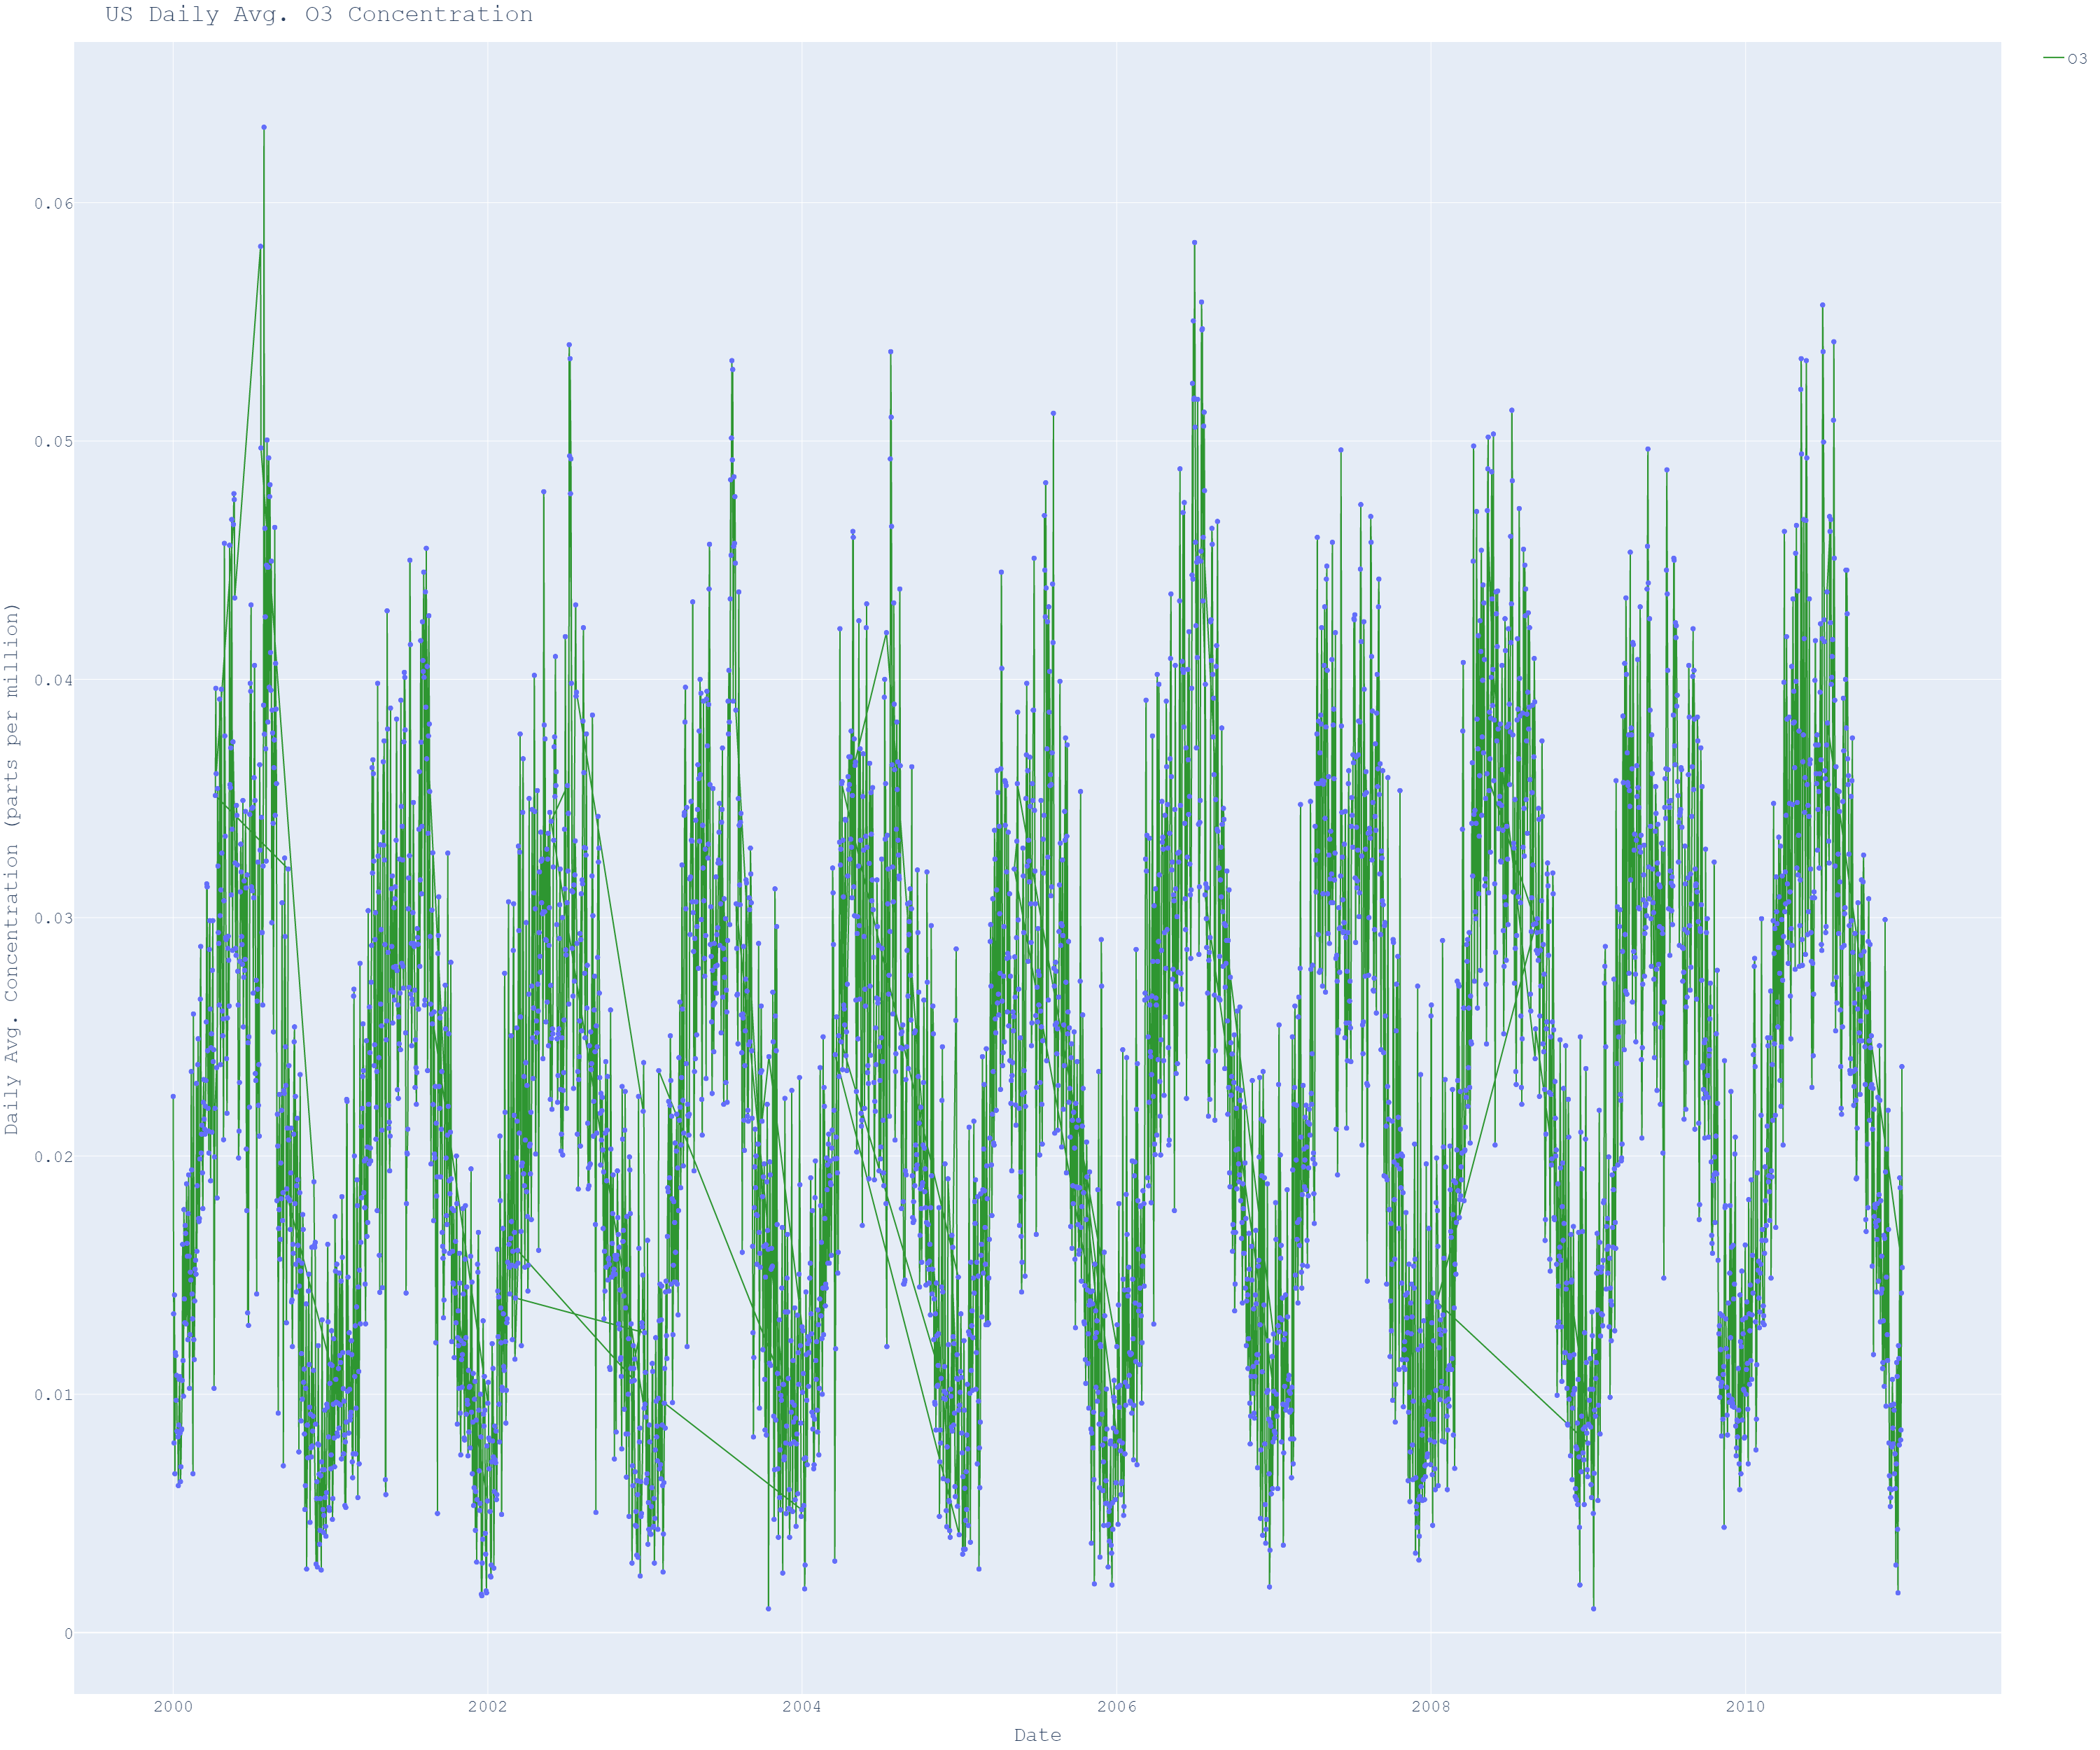 US Daily Avg. O3 Concentration
O3
Daily Avg. Concentration (parts per million)
0.06
0.05
0.04
0.03
0.02
0.01
0
2000 2002 2004 2006 2008 2010
Date